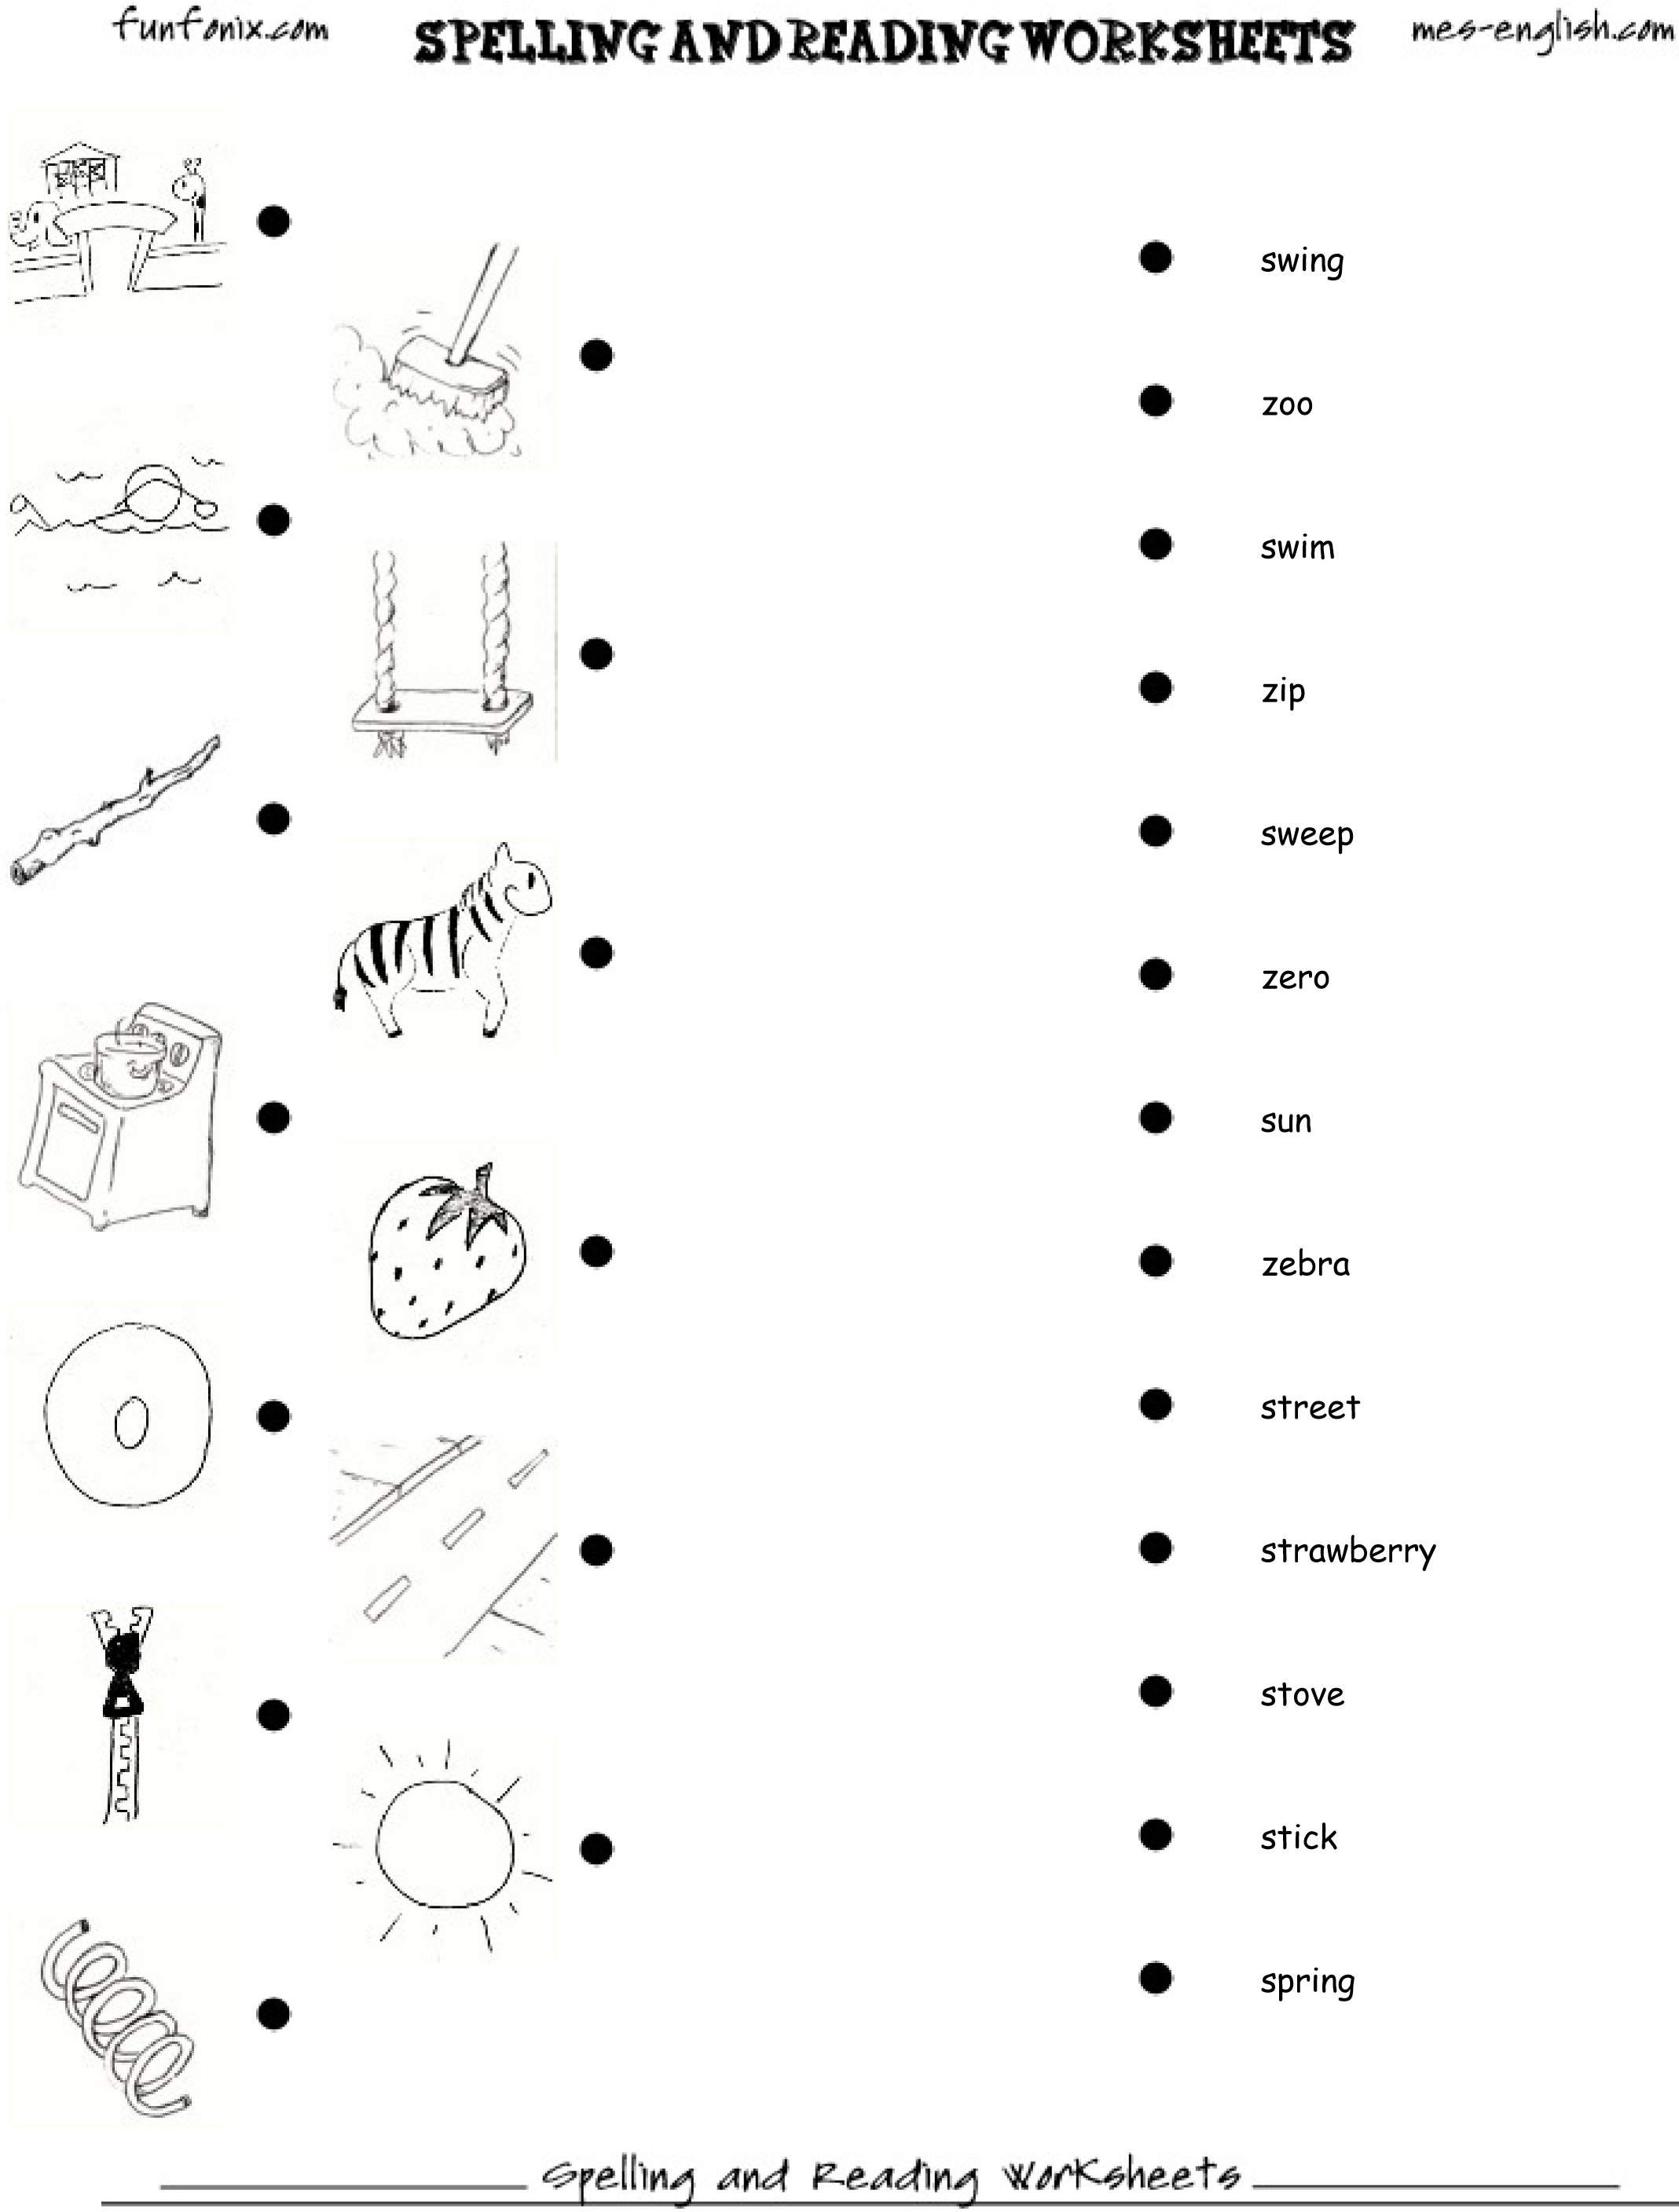 funfonix.com
SPELLING AND READING WORKSHEETS
mes-english.com
swing
zoo
swim
zip
sweep
zero
sun
zebra
street
strawberry
stove
stick
spring
Spelling and Reading Worksheets